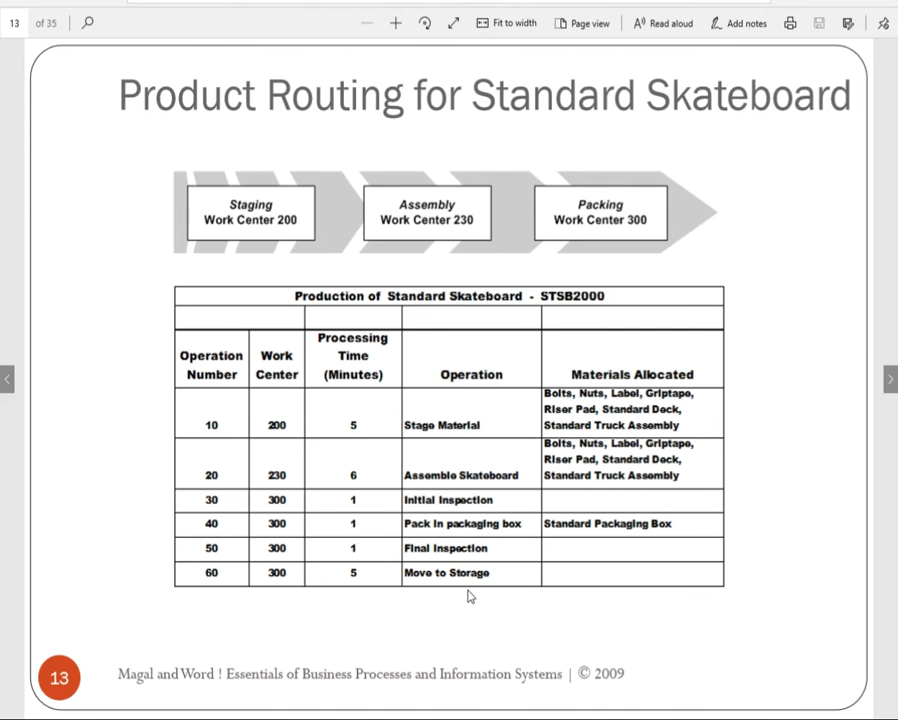 13 of 35 Fit to width Page view Read aloud Add notes
Product Routing for Standard Skateboard
Staging
Work Center 200
Assembly
Work Center 230
Packing
Work Center 300
Production of Standard Skateboard - STSB2000
Operation Number Work Center Processing Time (Minutes) Operation Materials Allocated
10 200 5 Stage Material Bolts, Nuts, Label, Griptape,
Riser Pad, Standard Deck,
Standard Truck Assembly
20 230 6 Assemble Skateboard Bolts, Nuts, Label, Griptape,
Riser Pad, Standard Deck,
Standard Truck Assembly
30 300 1 Initial Inspection
40 300 1 Pack in packaging box Standard Packaging Box
50 300 1 Final Inspection
60 300 5 Move to Storage
13 Magal and Word ! Essentials of Business Processes and Information Systems | © 2009